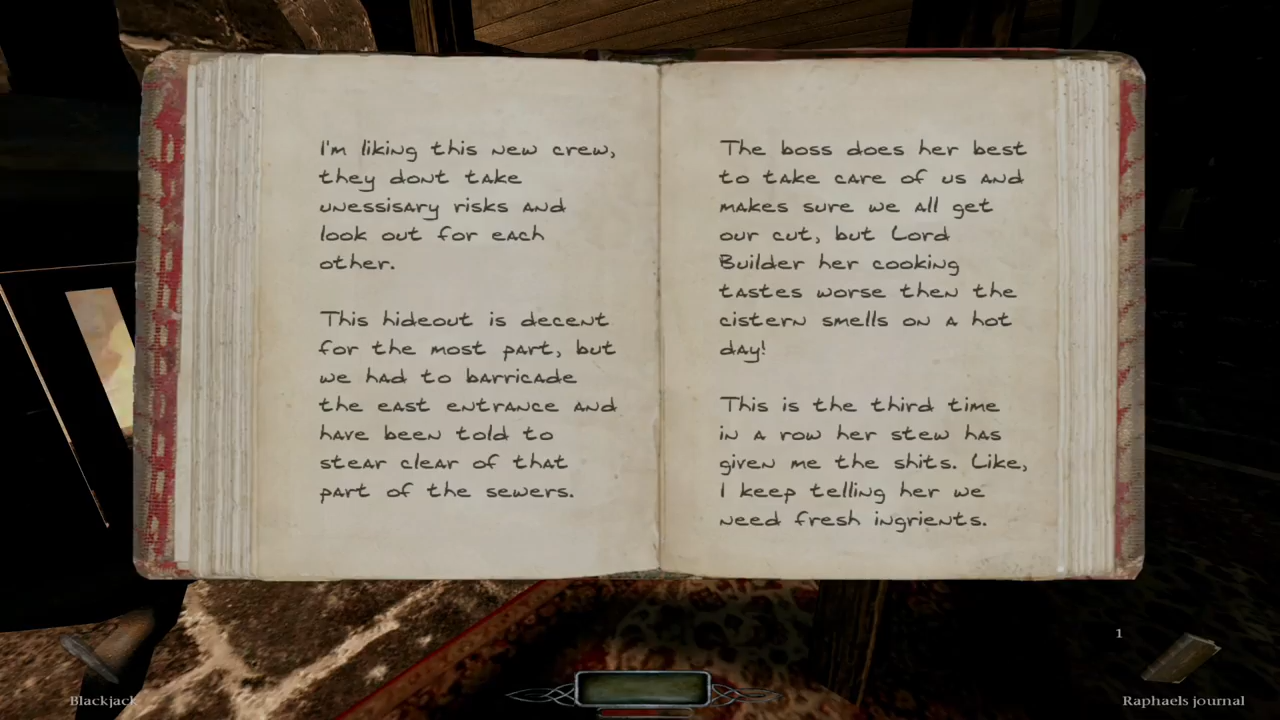 I'm liking this new crew,
they dont take
unessisary risks and
look out for each
other.
This hideout is decent
for the most part, but
we had to barricade
the east entrance and
have been told to
stear clear of that
part of the sewers.
The boss does her best
to take care of us and
makes sure we all get
our cut, but Lord
Builder her cooking
tastes worse then the
cistern smells on a hot
day!
This is the third time
in a row her stew has
given me the shits. Like,
I keep telling her we
need fresh ingrients.
1
Blackjack
Raphaels journal